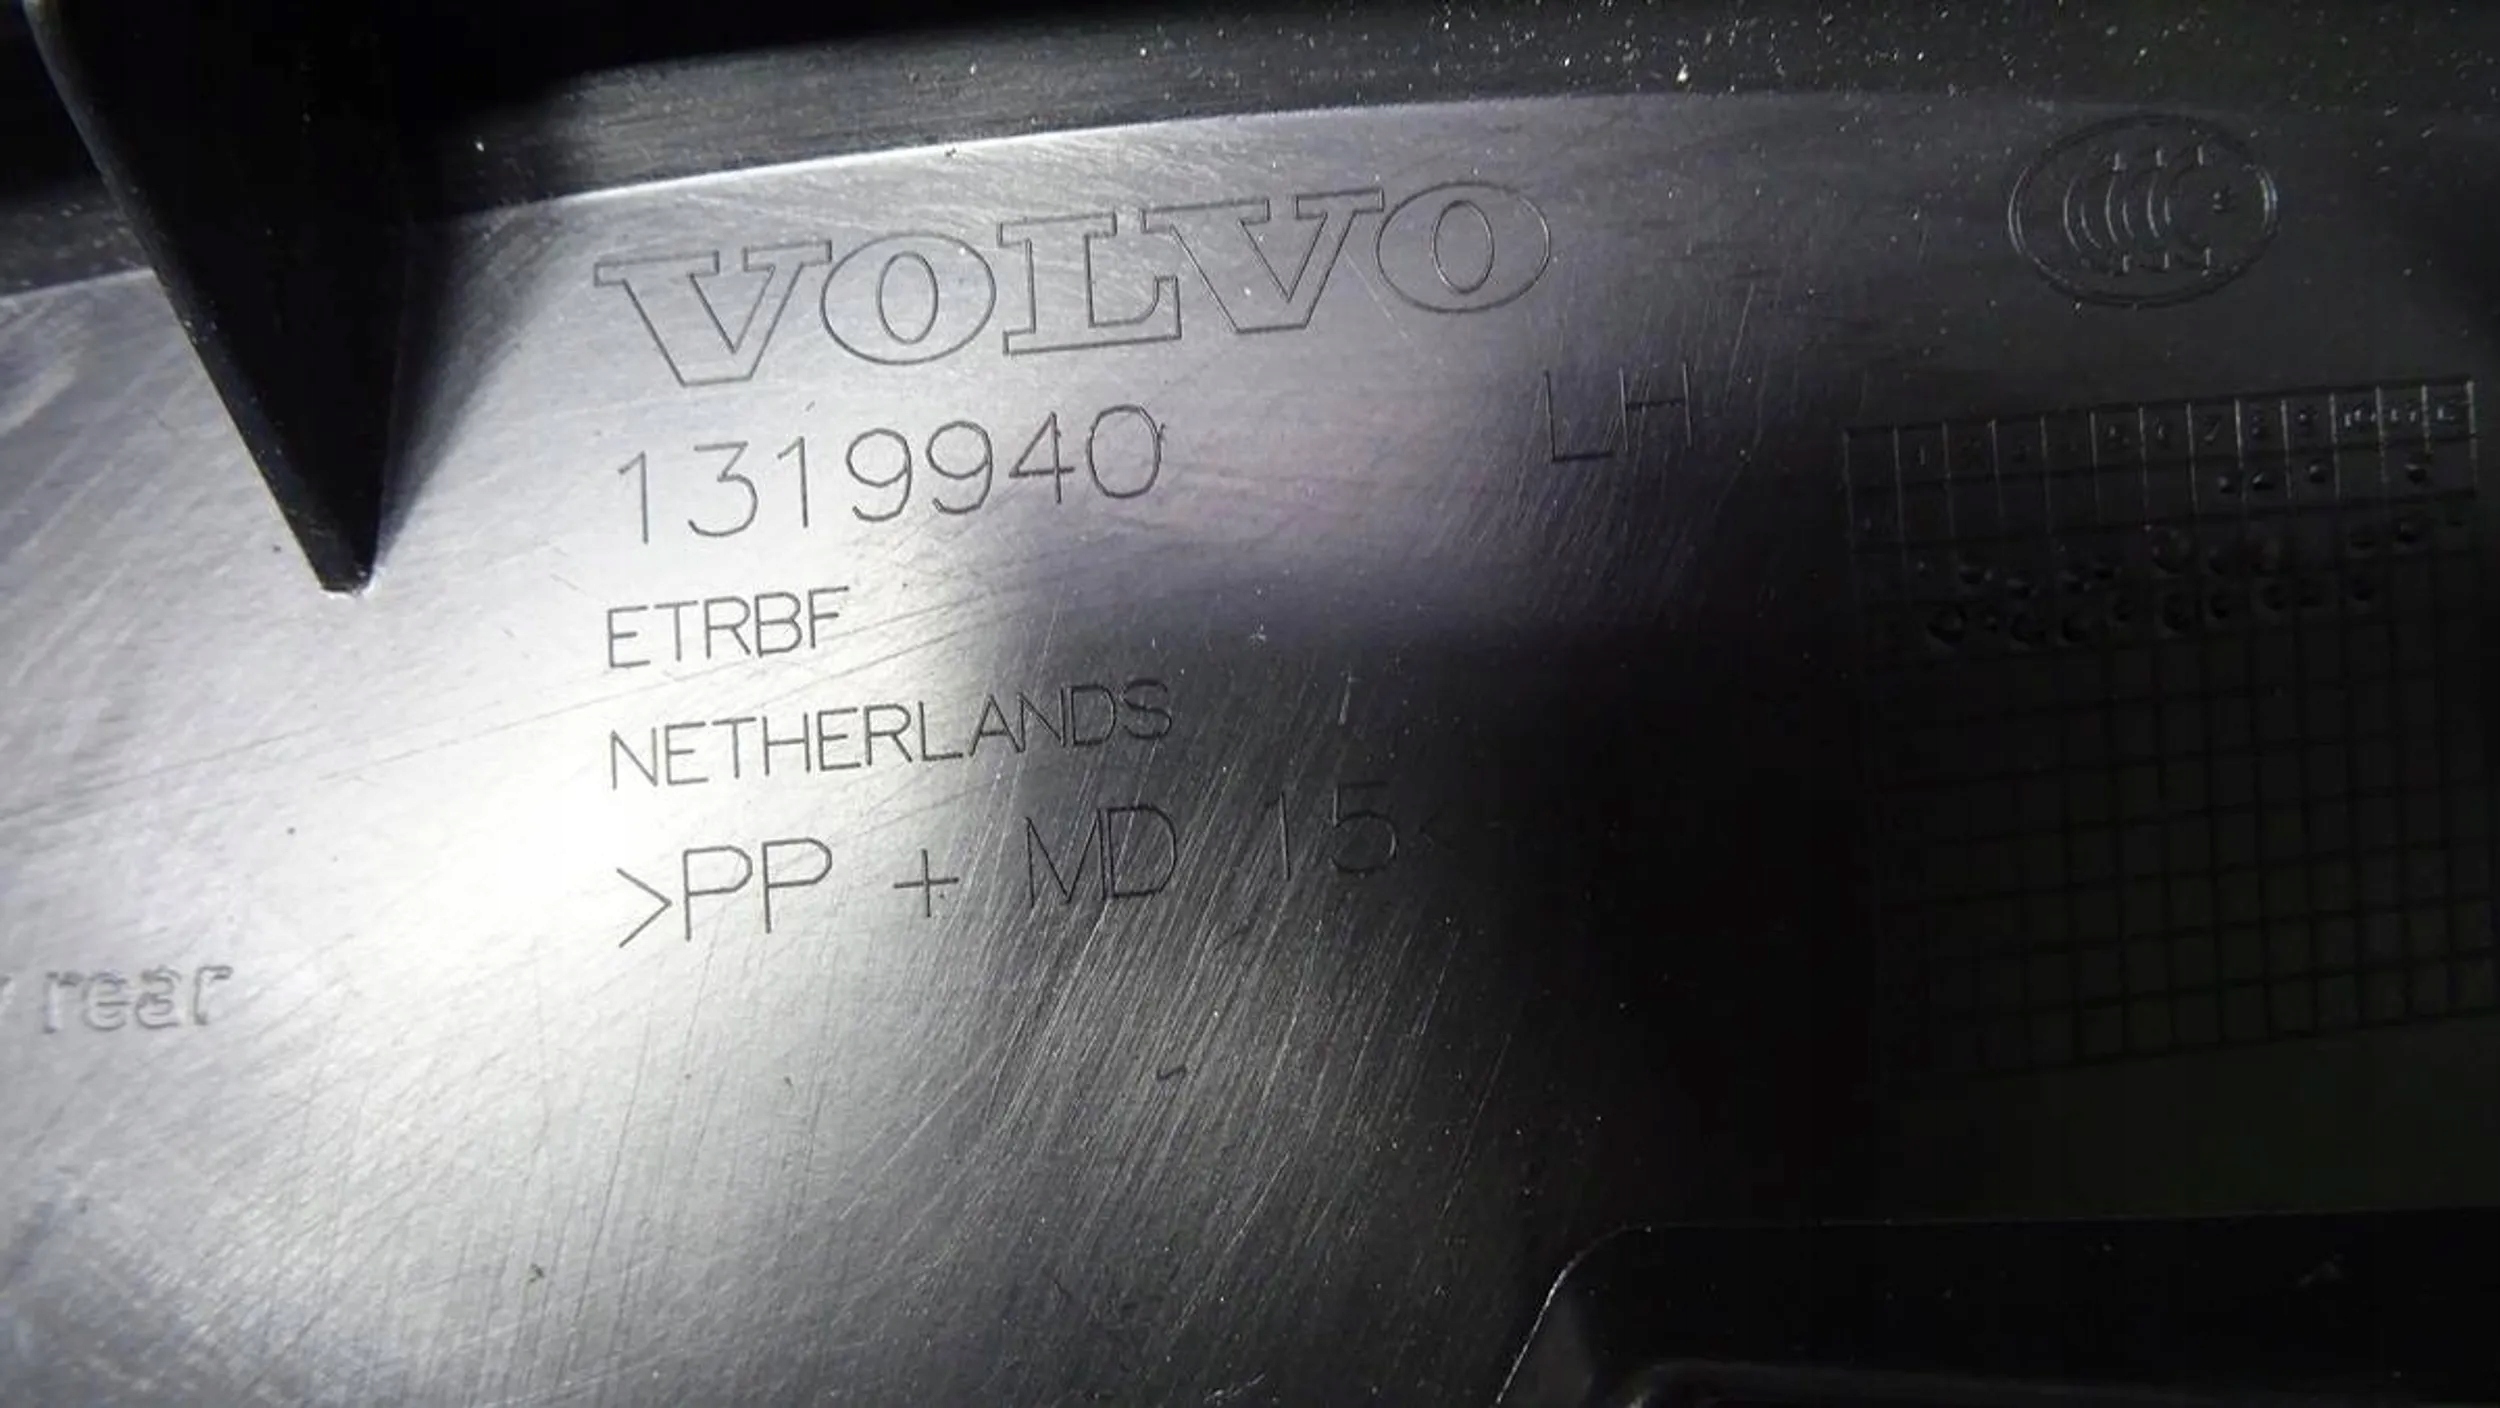 VOLVO
1319940
LH
ETRBF
NETHERLANDS
>PP + MD 15<
rear